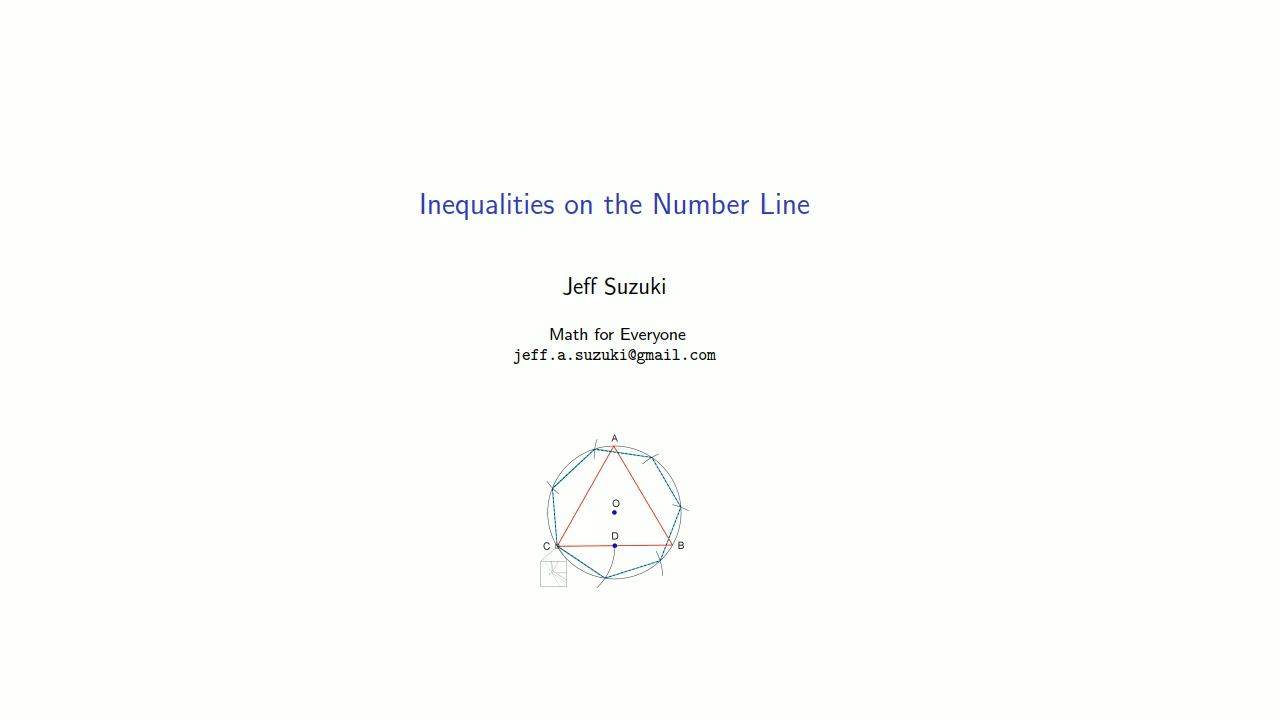 Inequalities on the Number Line
Jeff Suzuki
Math for Everyone
jeff.a.suzuki@gmail.com
A
O
D
C
B